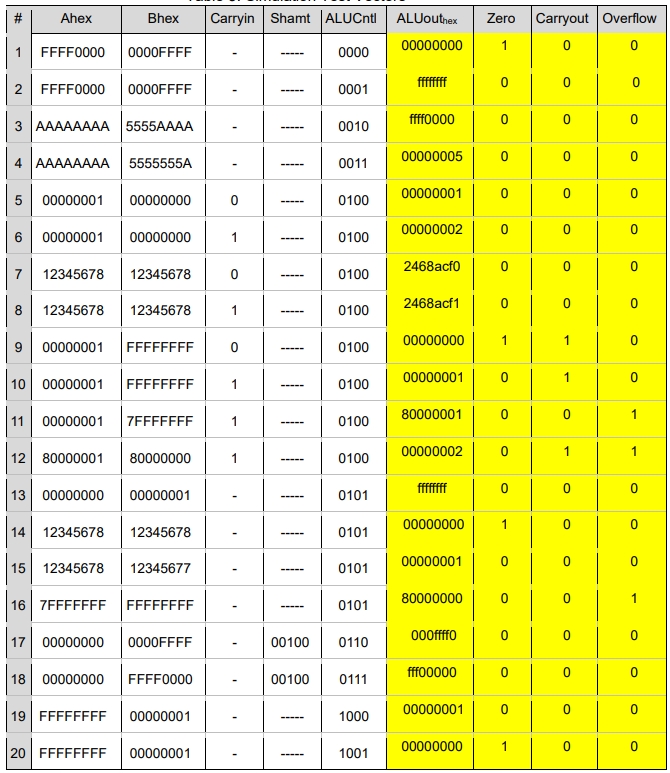 # Ahex Bhex Carryin Shamt ALUCntl ALUouthex Zero Carryout Overflow
1 FFFF0000 0000FFFF - ----- 0000 00000000 1 0 0
2 FFFF0000 0000FFFF - ----- 0001 ffffffff 0 0 0
3 AAAAAAAA 5555AAAA - ----- 0010 ffff0000 0 0 0
4 AAAAAAAA 5555555A - ----- 0011 00000005 0 0 0
5 00000001 00000000 0 ----- 0100 00000001 0 0 0
6 00000001 00000000 1 ----- 0100 00000002 0 0 0
7 12345678 12345678 0 ----- 0100 2468acf0 0 0 0
8 12345678 12345678 1 ----- 0100 2468acf1 0 0 0
9 00000001 FFFFFFFF 0 ----- 0100 00000000 1 1 0
10 00000001 FFFFFFFF 1 ----- 0100 00000001 0 1 0
11 00000001 7FFFFFFF 1 ----- 0100 80000001 0 0 1
12 80000001 80000000 1 ----- 0100 00000002 0 1 1
13 00000000 00000001 - ----- 0101 ffffffff 0 0 0
14 12345678 12345678 - ----- 0101 00000000 1 0 0
15 12345678 12345677 - ----- 0101 00000001 0 0 0
16 7FFFFFFF FFFFFFFF - ----- 0101 80000000 0 0 1
17 00000000 0000FFFF - 00100 0110 000ffff0 0 0 0
18 00000000 FFFF0000 - 00100 0111 fff00000 0 0 0
19 FFFFFFFF 00000001 - ----- 1000 00000001 0 0 0
20 FFFFFFFF 00000001 - ----- 1001 00000000 1 0 0